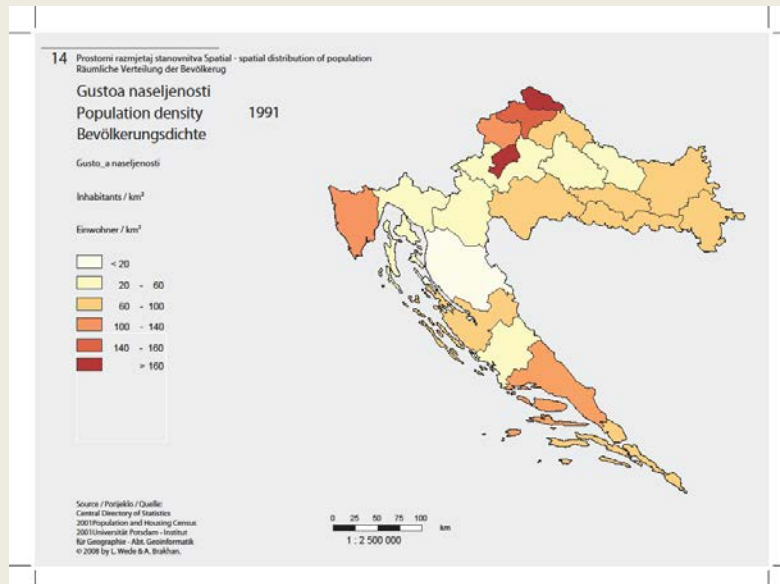 14 Prostorni razmjetaj stanovnitva Spatial - spatial distribution of population
Räumliche Verteilung der Bevölkerug
Gustoa naseljenosti
Population density 1991
Bevölkerungsdichte
Gusto_a naseljenosti
Inhabitants / km²
Einwohner / km²
< 20
20 - 60
60 - 100
100 - 140
140 - 160
> 160
Source / Porijeklo / Quelle:
Central Directory of Statistics
2001Population and Housing Census
2001Universität Potsdam - Institut
für Geographie - Abt. Geoinformatik
© 2008 by L. Wede & A. Brakhan.
0 25 50 75 100
km
1 : 2 500 000